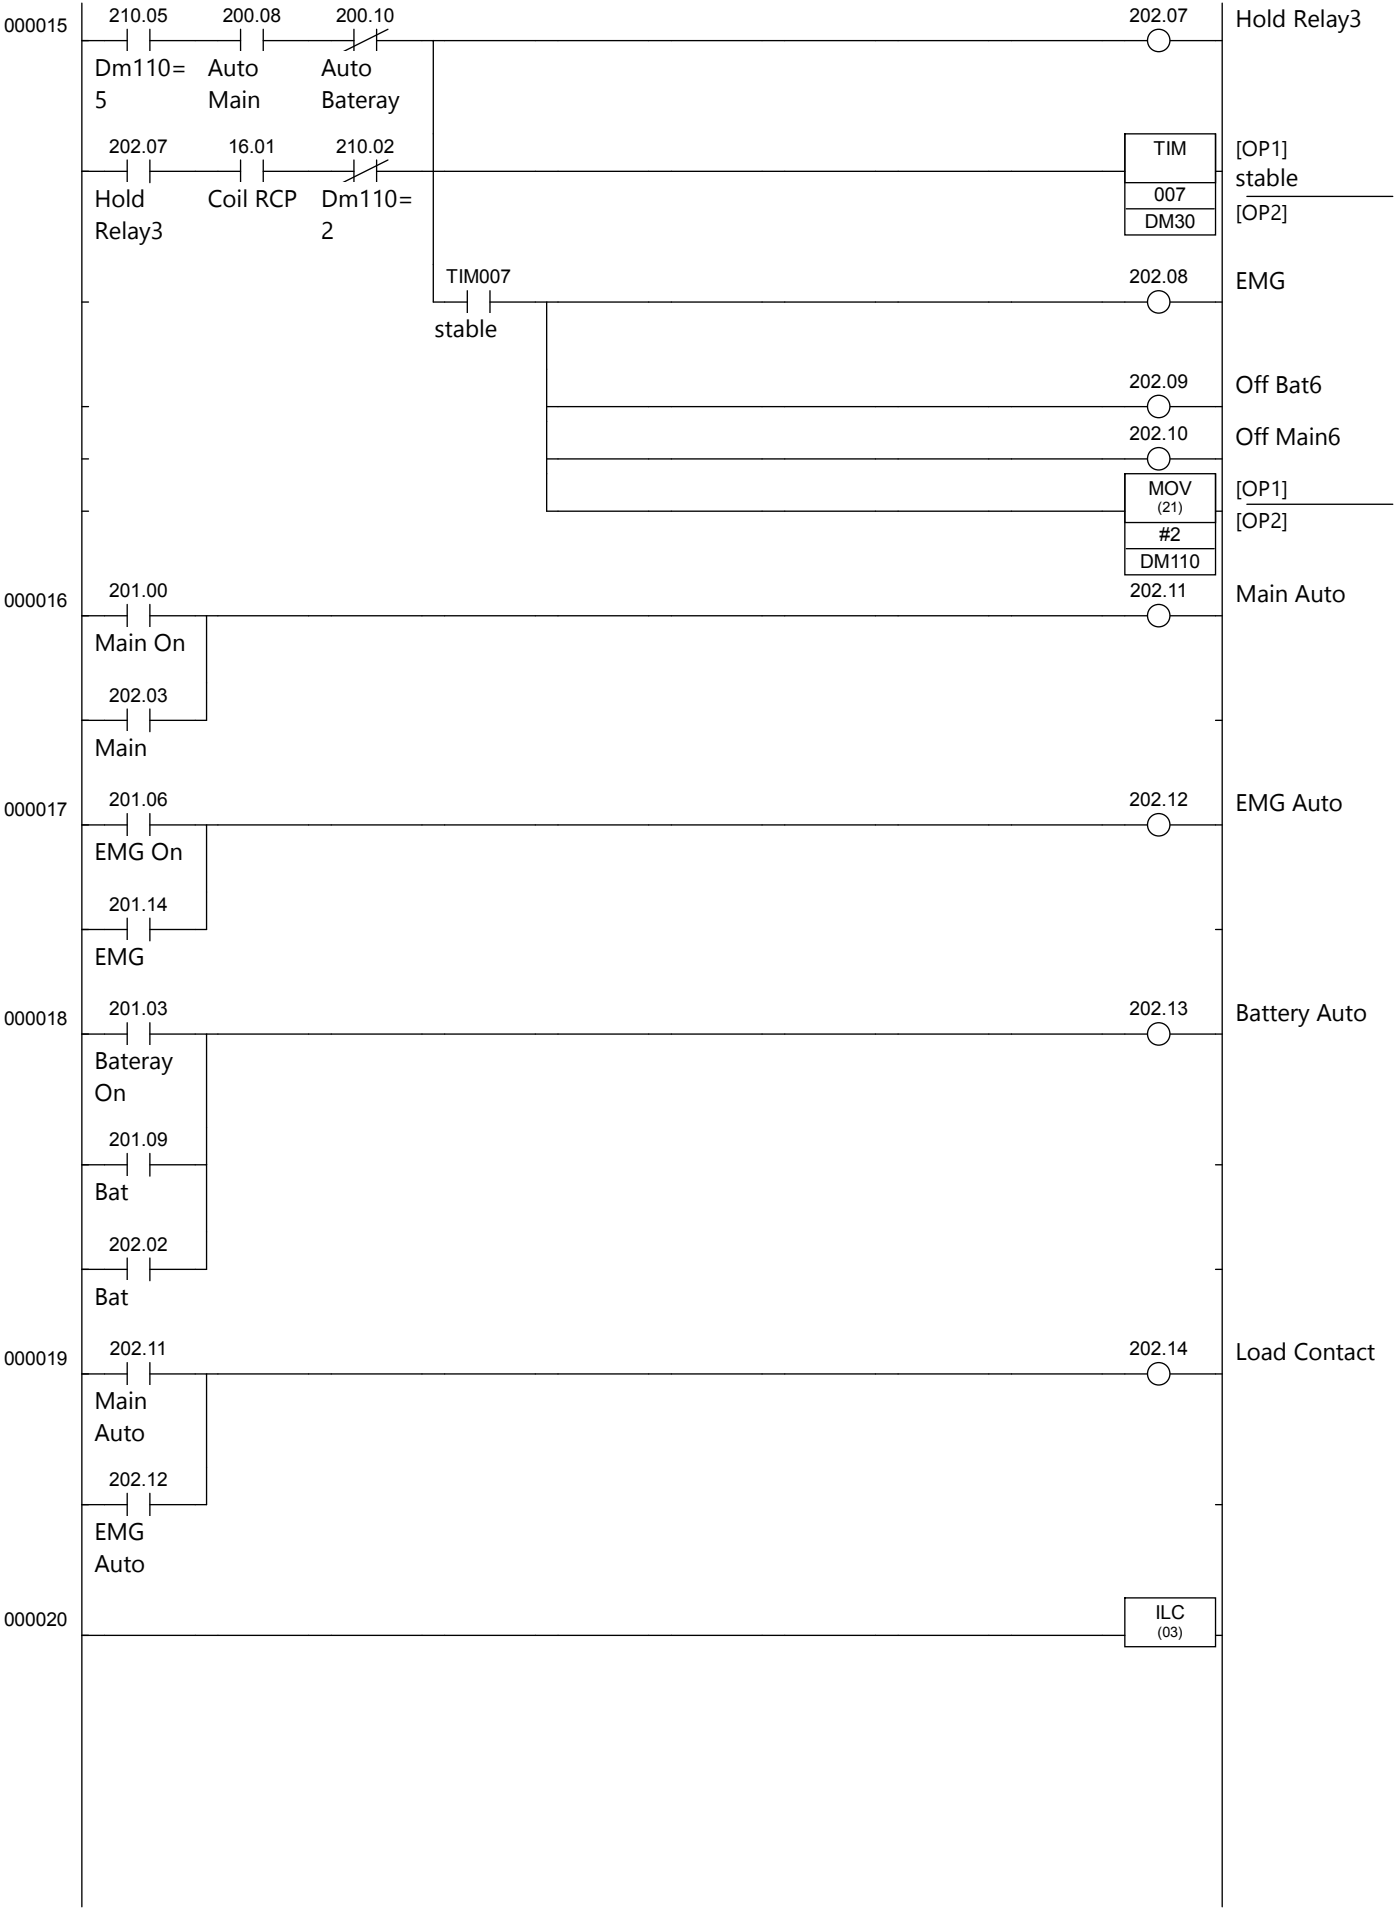 000015
210.05 200.08 200.10 202.07 Hold Relay3
Dm110= Auto Auto
5 Main Bateray
202.07 16.01 210.02 TIM [OP1]
Hold Coil RCP Dm110= stable
Relay3 2 007 [OP2]
DM30
TIM007 202.08 EMG
stable
202.09 Off Bat6
202.10 Off Main6
MOV [OP1]
(21) [OP2]
#2
DM110
000016
201.00 202.11 Main Auto
Main On
202.03
Main
000017
201.06 202.12 EMG Auto
EMG On
201.14
EMG
000018
201.03 202.13 Battery Auto
Bateray
On
201.09
Bat
202.02
Bat
000019
202.11 202.14 Load Contact
Main
Auto
202.12
EMG
Auto
000020
ILC
(03)